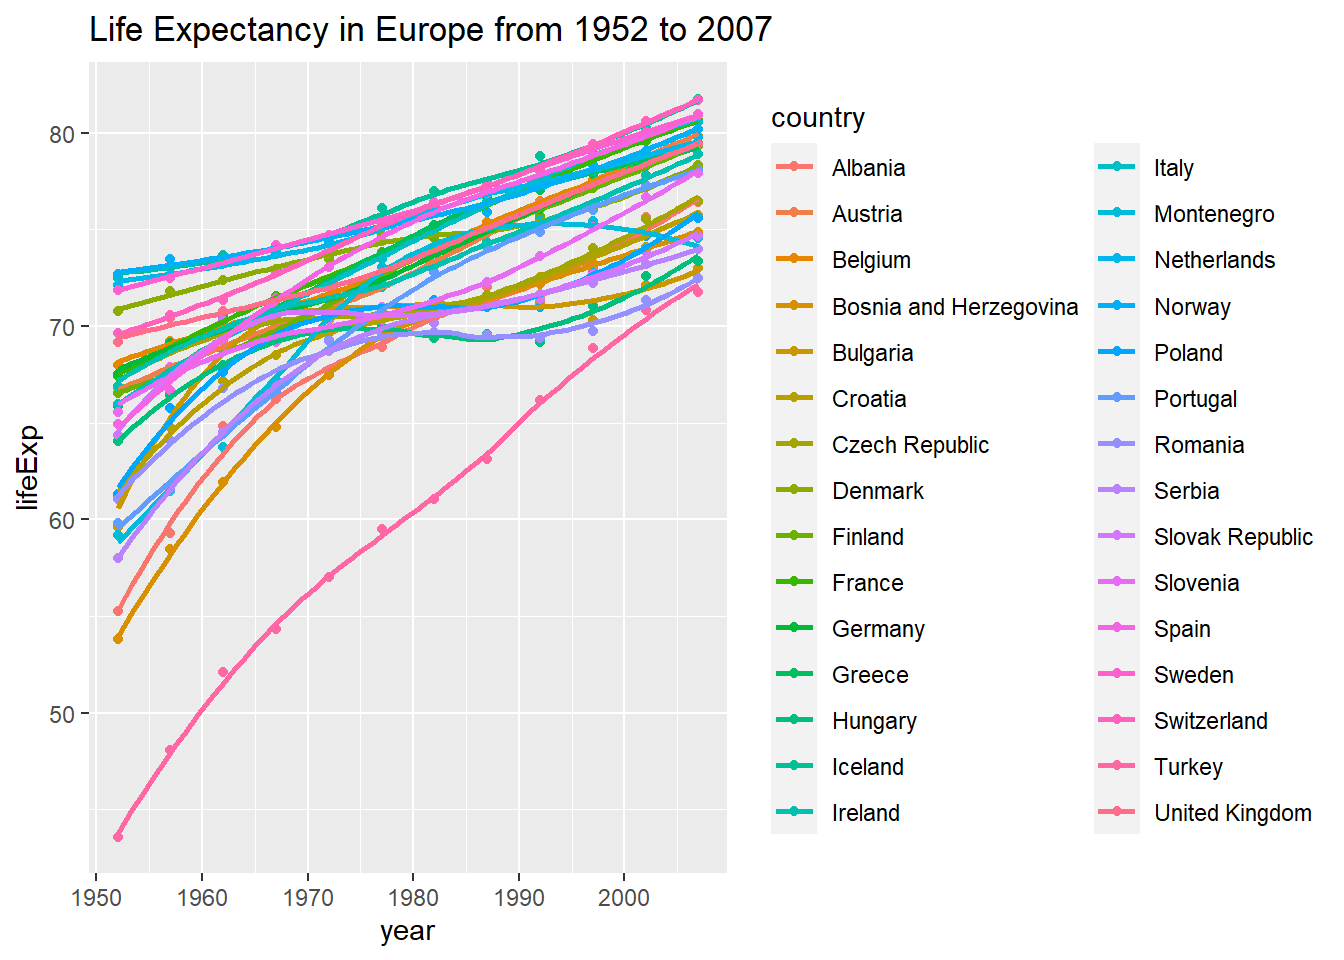 Life Expectancy in Europe from 1952 to 2007
80
70
60
50
lifeExp
1950 1960 1970 1980 1990 2000
year
country
Albania
Austria
Belgium
Bosnia and Herzegovina
Bulgaria
Croatia
Czech Republic
Denmark
Finland
France
Germany
Greece
Hungary
Iceland
Ireland
Italy
Montenegro
Netherlands
Norway
Poland
Portugal
Romania
Serbia
Slovak Republic
Slovenia
Spain
Sweden
Switzerland
Turkey
United Kingdom